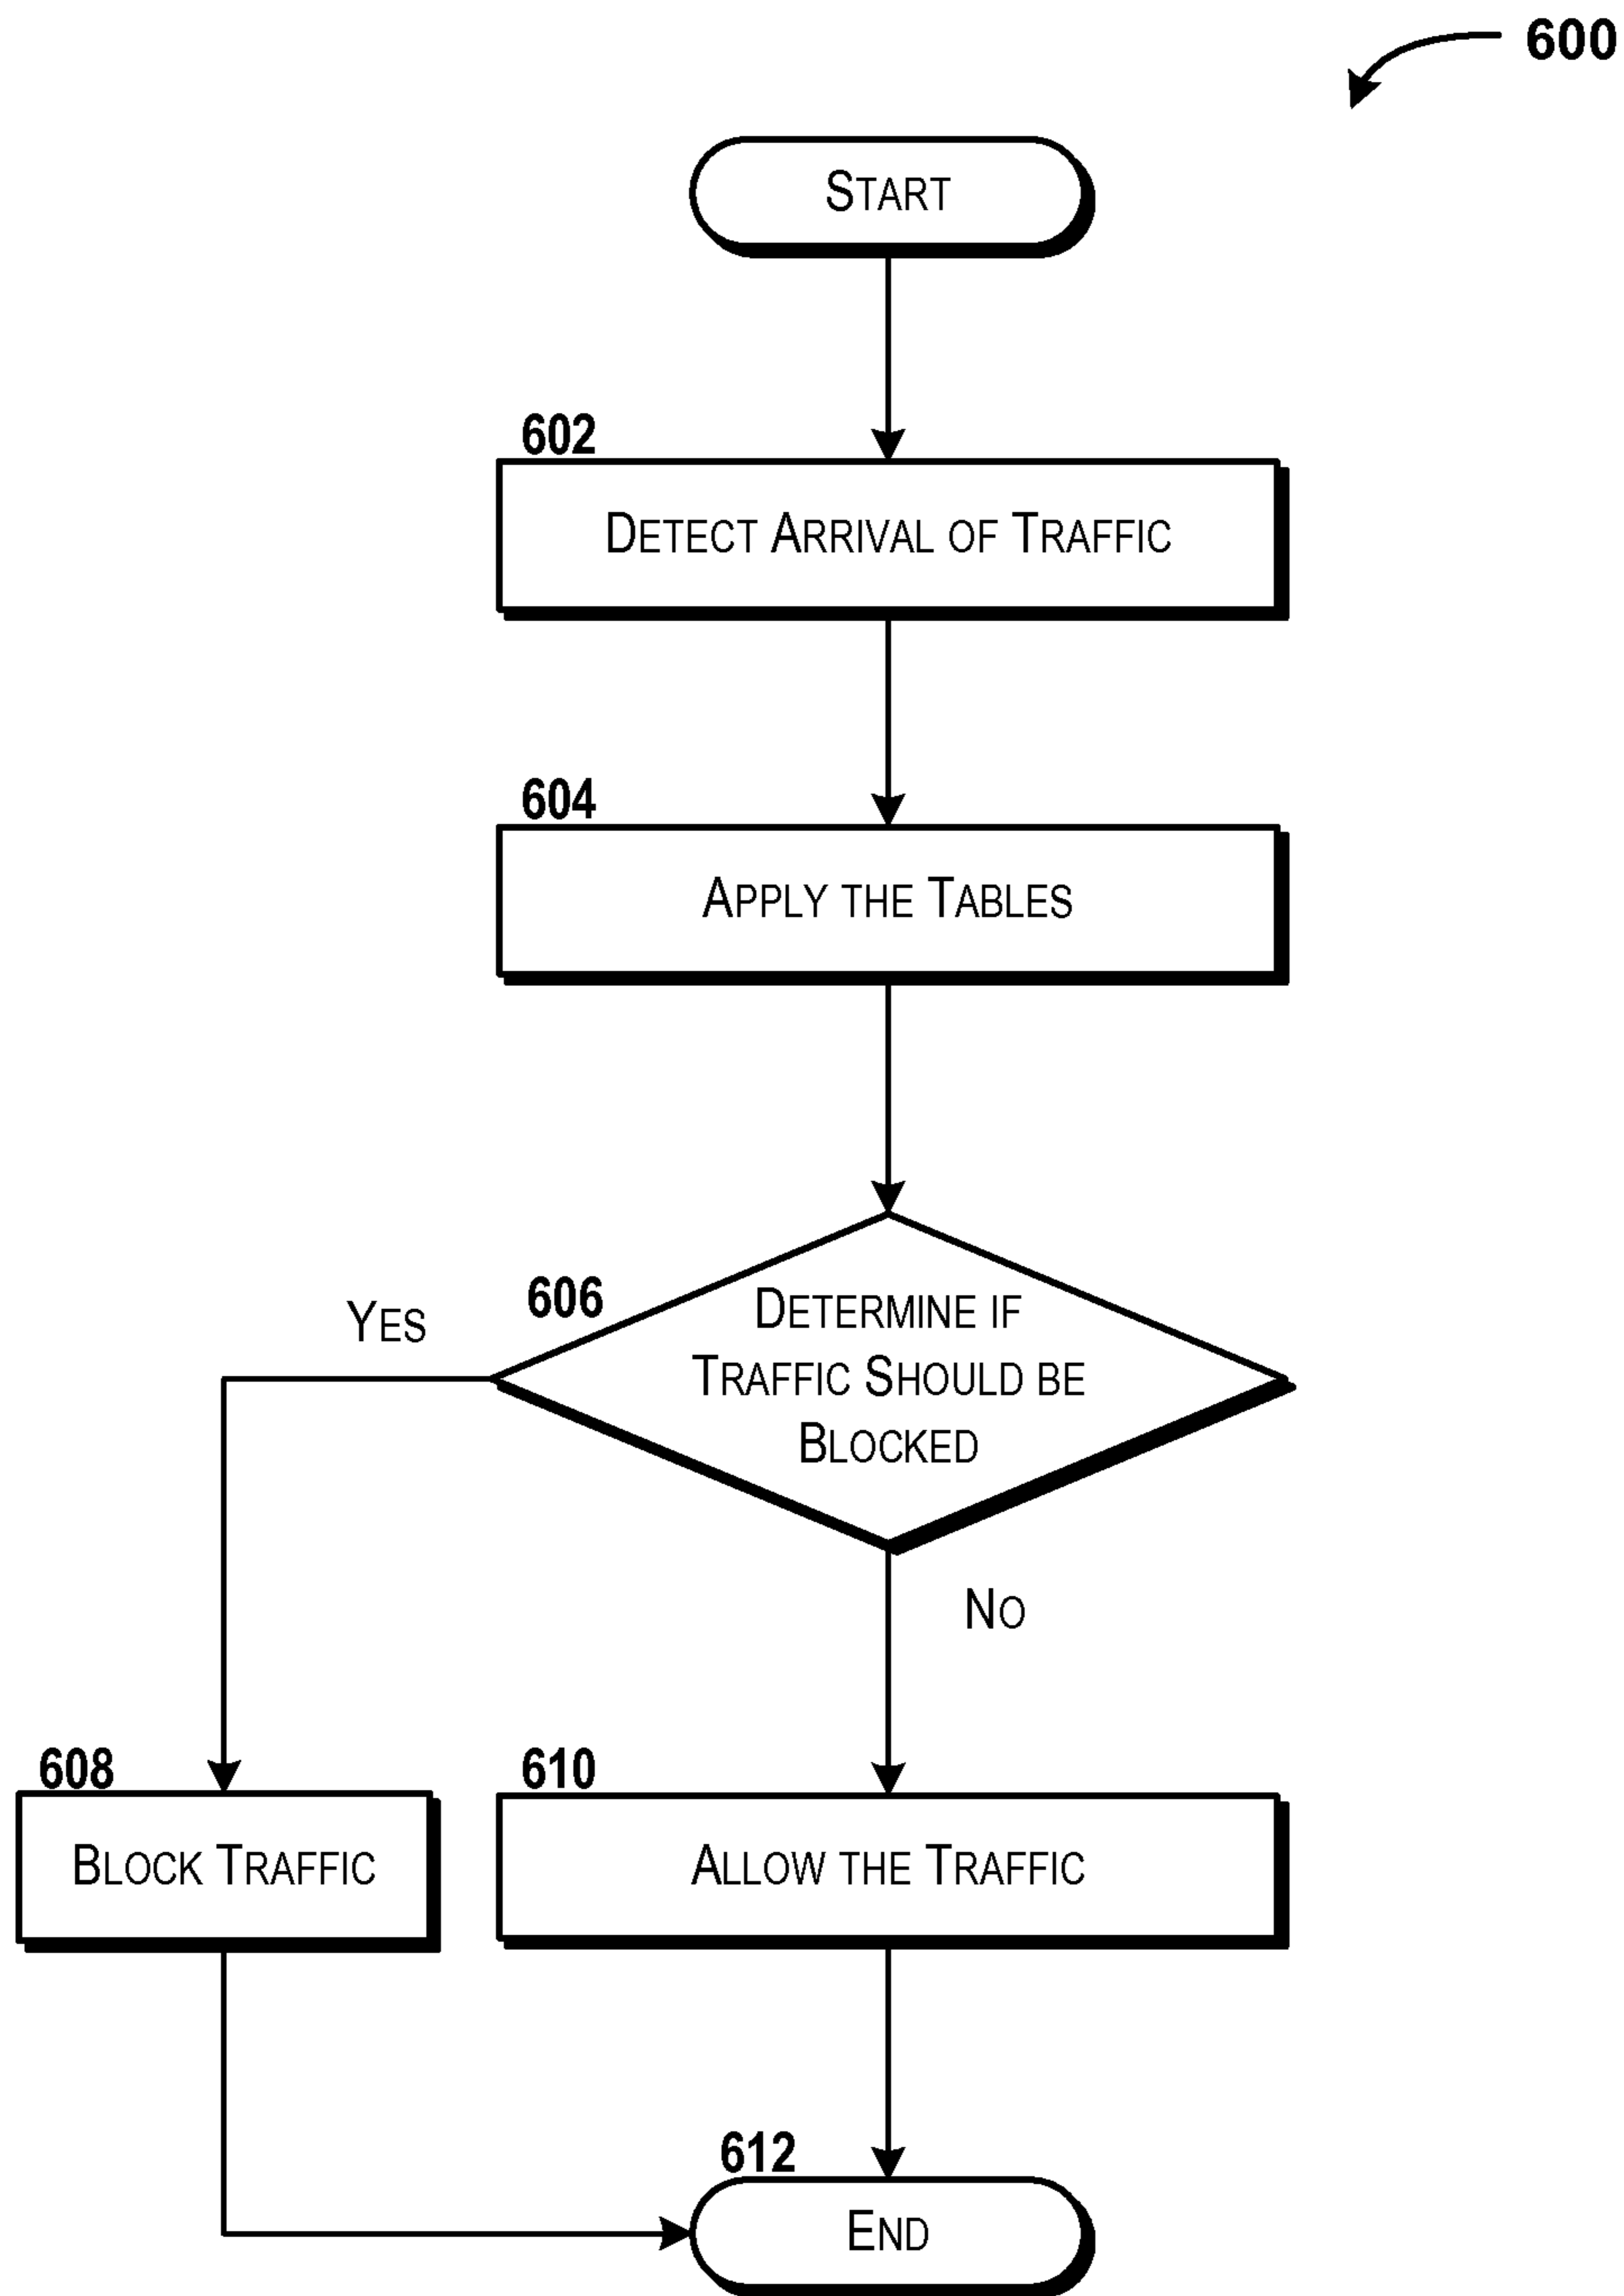 600
START
602
DETECT ARRIVAL OF TRAFFIC
604
APPLY THE TABLES
606
DETERMINE IF
TRAFFIC SHOULD BE
BLOCKED
YES
NO
608
BLOCK TRAFFIC
610
ALLOW THE TRAFFIC
612
END